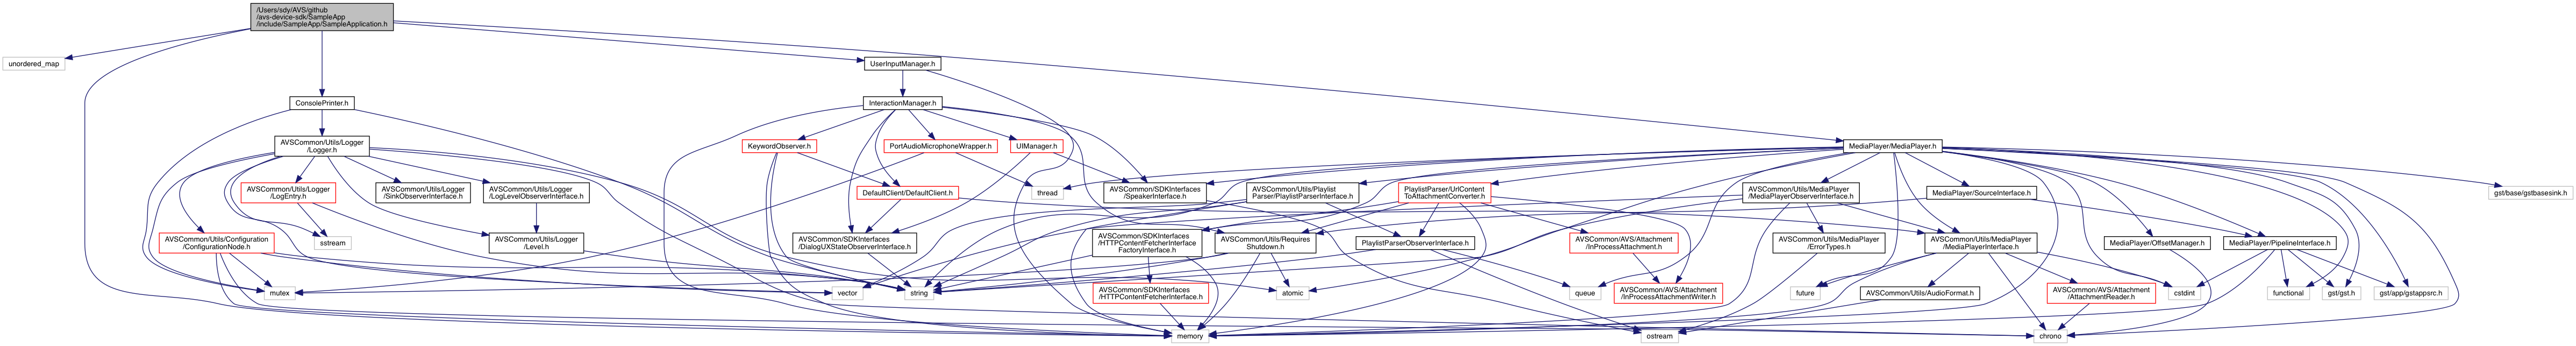 /Users/sdy/AVS/github
/avs-device-sdk/SampleApp
/include/SampleApp/SampleApplication.h
unordered_map
UserInputManager.h
ConsolePrinter.h
InteractionManager.h
AVSCommon/Utils/Logger
/Logger.h
KeywordObserver.h
PortAudioMicrophoneWrapper.h
UIManager.h
MediaPlayer/MediaPlayer.h
AVSCommon/Utils/Logger
/LogEntry.h
AVSCommon/Utils/Logger
/SinkObserverInterface.h
AVSCommon/Utils/Logger
/LogLevelObserverInterface.h
DefaultClient/DefaultClient.h
thread
AVSCommon/SDKInterfaces
/SpeakerInterface.h
AVSCommon/Utils/Playlist
Parser/PlaylistParserInterface.h
PlaylistParser/UrlContent
ToAttachmentConverter.h
AVSCommon/Utils/MediaPlayer
/MediaPlayerObserverInterface.h
MediaPlayer/SourceInterface.h
gst/base/gstbasesink.h
AVSCommon/Utils/Configuration
/ConfigurationNode.h
sstream
AVSCommon/Utils/Logger
/Level.h
AVSCommon/SDKInterfaces
/DialogUXStateObserverInterface.h
AVSCommon/SDKInterfaces
/HTTPContentFetcherInterface
FactoryInterface.h
AVSCommon/Utils/Requires
Shutdown.h
PlaylistParserObserverInterface.h
AVSCommon/AVS/Attachment
/InProcessAttachment.h
AVSCommon/Utils/MediaPlayer
/ErrorTypes.h
AVSCommon/Utils/MediaPlayer
/MediaPlayerInterface.h
MediaPlayer/OffsetManager.h
MediaPlayer/PipelineInterface.h
mutex
vector
string
AVSCommon/SDKInterfaces
/HTTPContentFetcherInterface.h
atomic
queue
AVSCommon/AVS/Attachment
/InProcessAttachmentWriter.h
future
AVSCommon/Utils/AudioFormat.h
AVSCommon/AVS/Attachment
/AttachmentReader.h
cstdint
functional
gst/gst.h
gst/app/gstappsrc.h
memory
ostream
chrono